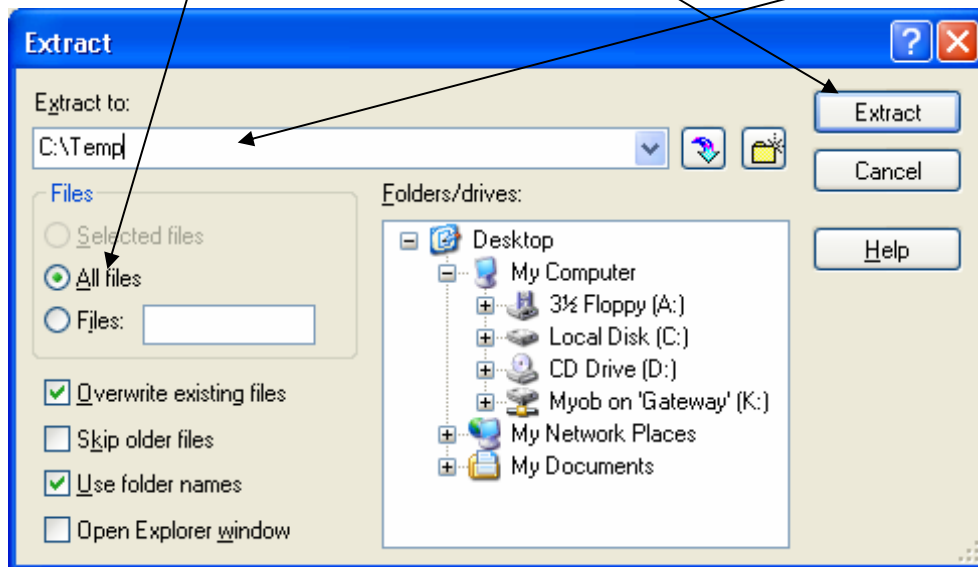 Extract
Extract to:
C:\Temp
Extract
Cancel
Help
Files
Selected files
All files
Files:
Overwrite existing files
Skip older files
Use folder names
Open Explorer window
Folders/drives:
Desktop
My Computer
3½ Floppy (A:)
Local Disk (C:)
CD Drive (D:)
Myob on 'Gateway' (K:)
My Network Places
My Documents